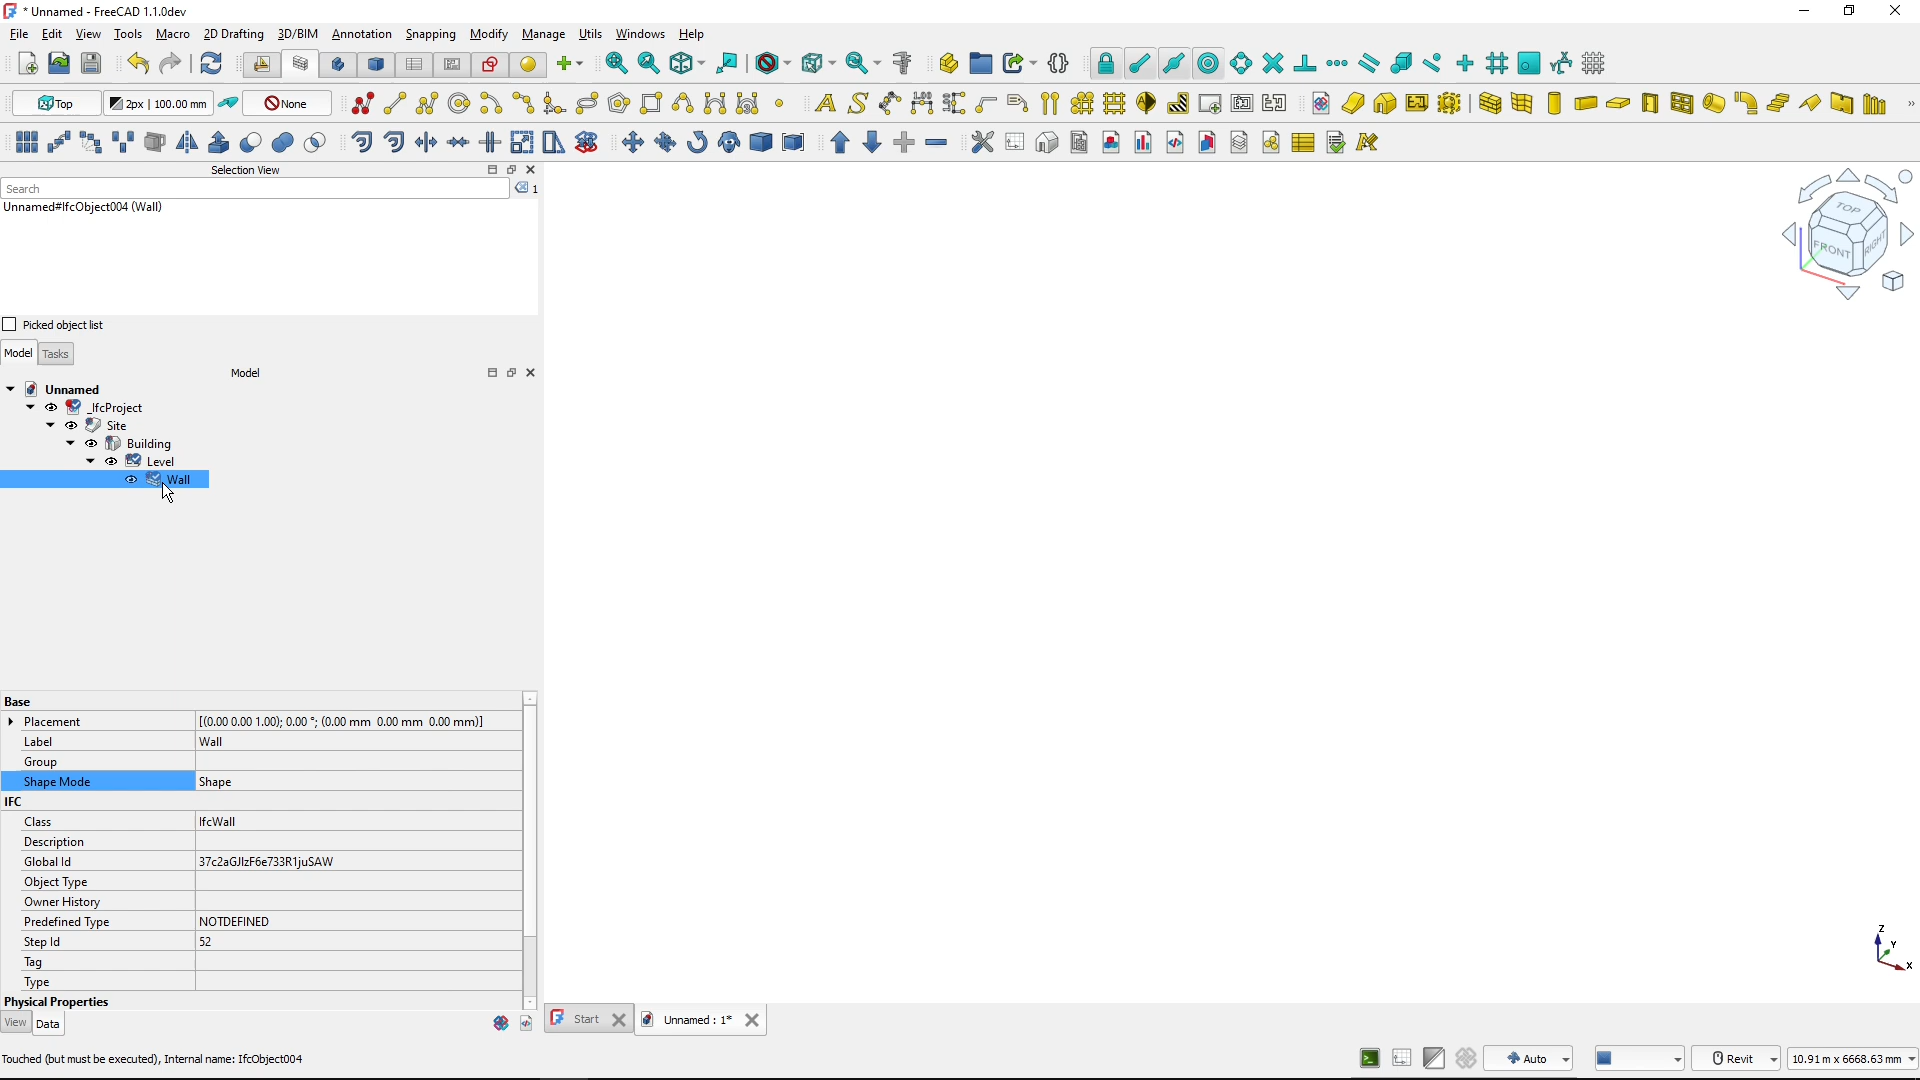 * Unnamed - FreeCAD 1.1.0dev
File Edit View Tools Macro 2D Drafting 3D/BIM Annotation Snapping Modify Manage Utils Windows Help
Top 2px | 100.00 mm None
Selection View
Search 1
Unnamed#IfcObject004 (Wall)
Picked object list
Model Tasks
Model
Unnamed
_IfcProject
Site
Building
Level
Wall
Base
Placement [(0.00 0.00 1.00); 0.00 °; (0.00 mm 0.00 mm 0.00 mm)]
Label Wall
Group
Shape Mode Shape
IFC
Class IfcWall
Description
Global Id 37c2aGJIzF6e733R1juSAW
Object Type
Owner History
Predefined Type NOTDEFINED
Step Id 52
Tag
Type
Physical Properties
View Data
Start Unnamed : 1*
TOP
FRONT
RIGHT
Z
Y
X
Touched (but must be executed), Internal name: IfcObject004
Auto Revit 10.91 m x 6668.63 mm